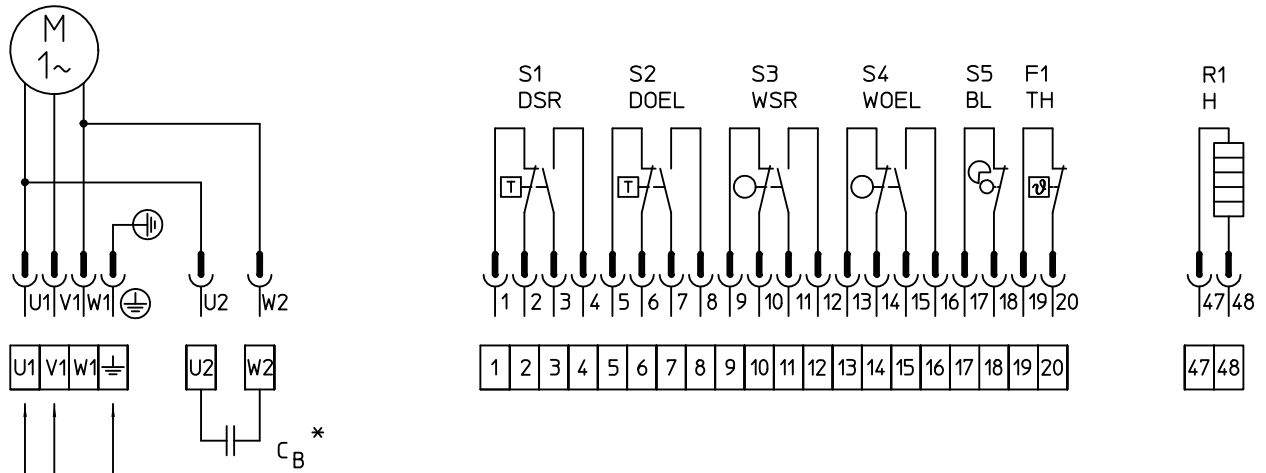 M
1~
S1 S2 S3 S4 S5 F1 R1
DSR DOEL WSR WOEL BL TH H
T T ϑ
U1 V1 W1 U2 W2 1 2 3 4 5 6 7 8 9 10 11 12 13 14 15 16 17 18 19 20 47 48
U1 V1 W1 U2 W2 1 2 3 4 5 6 7 8 9 10 11 12 13 14 15 16 17 18 19 20 47 48
CB *